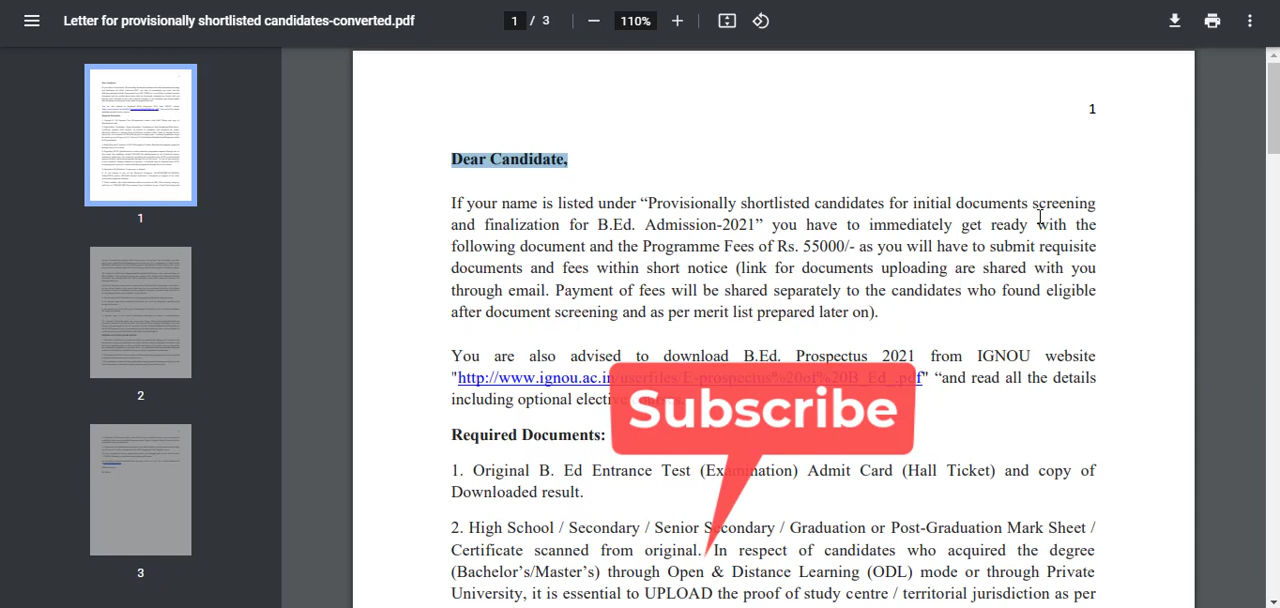 Letter for provisionally shortlisted candidates-converted.pdf
1 / 3
110%
1
2
3
1
Dear Candidate,
If your name is listed under “Provisionally shortlisted candidates for initial documents screening
and finalization for B.Ed. Admission-2021” you have to immediately get ready with the
following document and the Programme Fees of Rs. 55000/- as you will have to submit requisite
documents and fees within short notice (link for documents uploading are shared with you
through email. Payment of fees will be shared separately to the candidates who found eligible
after document screening and as per merit list prepared later on).
You are also advised to download B.Ed. Prospectus 2021 from IGNOU website
"http://www.ignou.ac.in/userfiles/E-prospectus%20of%20B_Ed_.pdf" “and read all the details
including optional elective courses.
Subscribe
Required Documents:
1. Original B. Ed Entrance Test (Examination) Admit Card (Hall Ticket) and copy of
Downloaded result.
2. High School / Secondary / Senior Secondary / Graduation or Post-Graduation Mark Sheet /
Certificate scanned from original. In respect of candidates who acquired the degree
(Bachelor’s/Master’s) through Open & Distance Learning (ODL) mode or through Private
University, it is essential to UPLOAD the proof of study centre / territorial jurisdiction as per